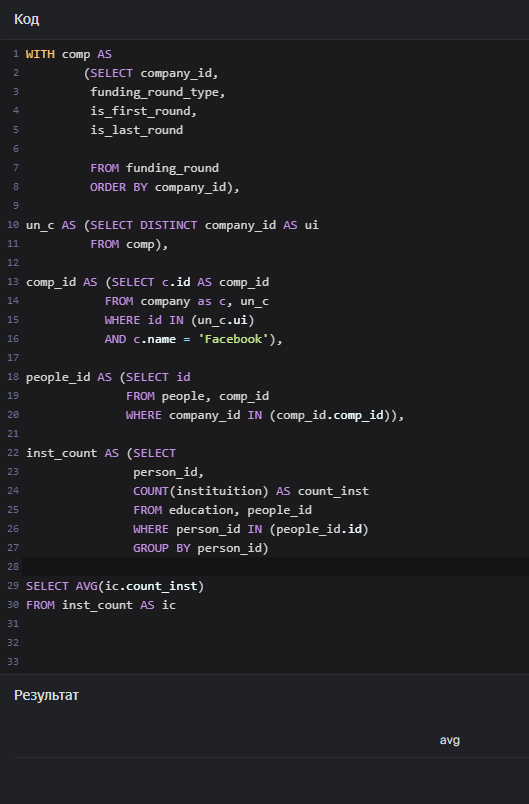 Код
1 WITH comp AS
2 (SELECT company_id,
3 funding_round_type,
4 is_first_round,
5 is_last_round
6
7 FROM funding_round
8 ORDER BY company_id),
9
10 un_c AS (SELECT DISTINCT company_id AS ui
11 FROM comp),
12
13 comp_id AS (SELECT c.id AS comp_id
14 FROM company as c, un_c
15 WHERE id IN (un_c.ui)
16 AND c.name = 'Facebook'),
17
18 people_id AS (SELECT id
19 FROM people, comp_id
20 WHERE company_id IN (comp_id.comp_id)),
21
22 inst_count AS (SELECT
23 person_id,
24 COUNT(instituition) AS count_inst
25 FROM education, people_id
26 WHERE person_id IN (people_id.id)
27 GROUP BY person_id)
28
29 SELECT AVG(ic.count_inst)
30 FROM inst_count AS ic
31
32
33
Результат
avg